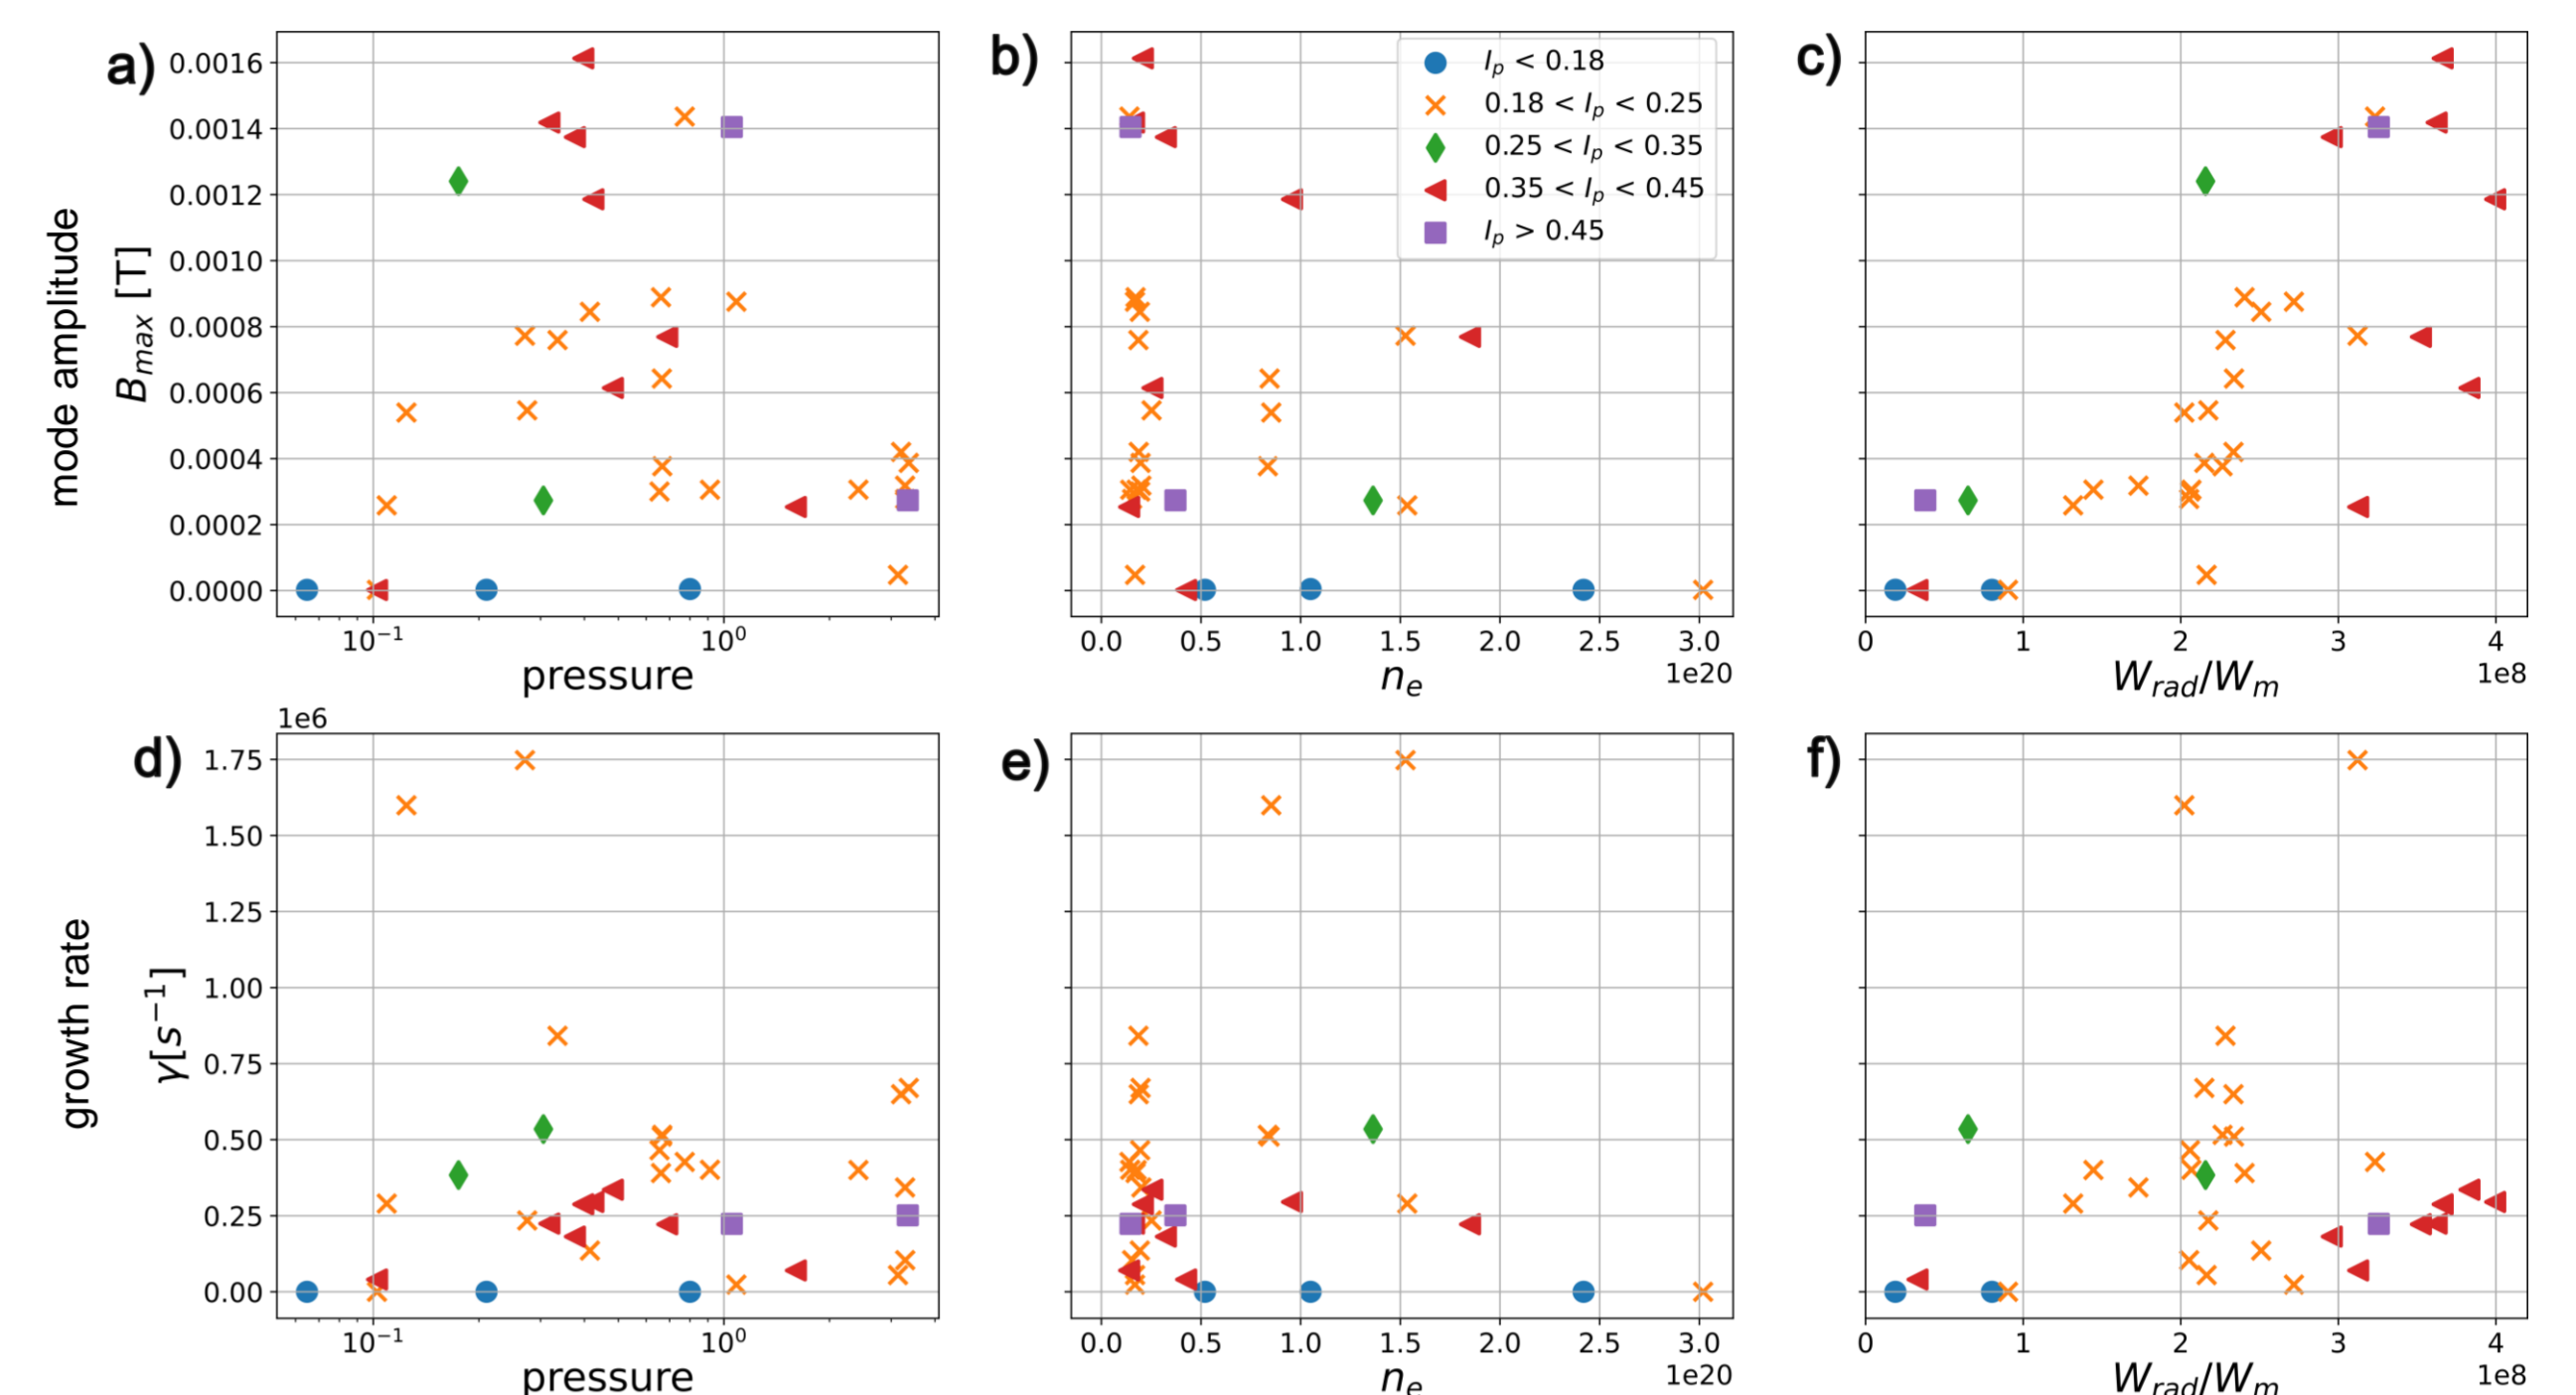 a)
mode amplitude
B_max [T]
0.0016
0.0014
0.0012
0.0010
0.0008
0.0006
0.0004
0.0002
0.0000
10⁻¹ 10⁰
pressure
b)
I_p < 0.18
0.18 < I_p < 0.25
0.25 < I_p < 0.35
0.35 < I_p < 0.45
I_p > 0.45
0.0 0.5 1.0 1.5 2.0 2.5 3.0
1e20
n_e
c)
0 1 2 3 4
1e8
W_rad/W_m
d)
1e6
growth rate
γ[s⁻¹]
1.75
1.50
1.25
1.00
0.75
0.50
0.25
0.00
10⁻¹ 10⁰
pressure
e)
0.0 0.5 1.0 1.5 2.0 2.5 3.0
1e20
n_e
f)
0 1 2 3 4
1e8
W_rad/W_m